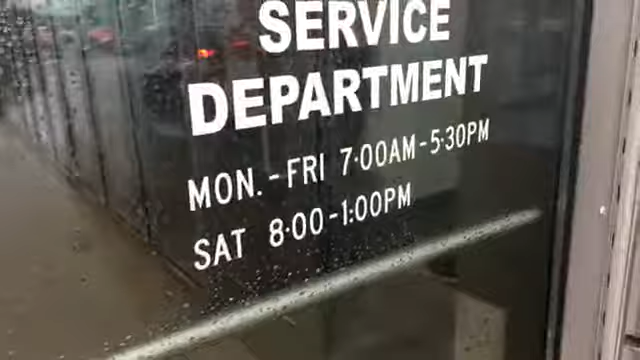 SERVICE
DEPARTMENT
MON. - FRI 7:00AM - 5:30PM
SAT 8:00 - 1:00PM